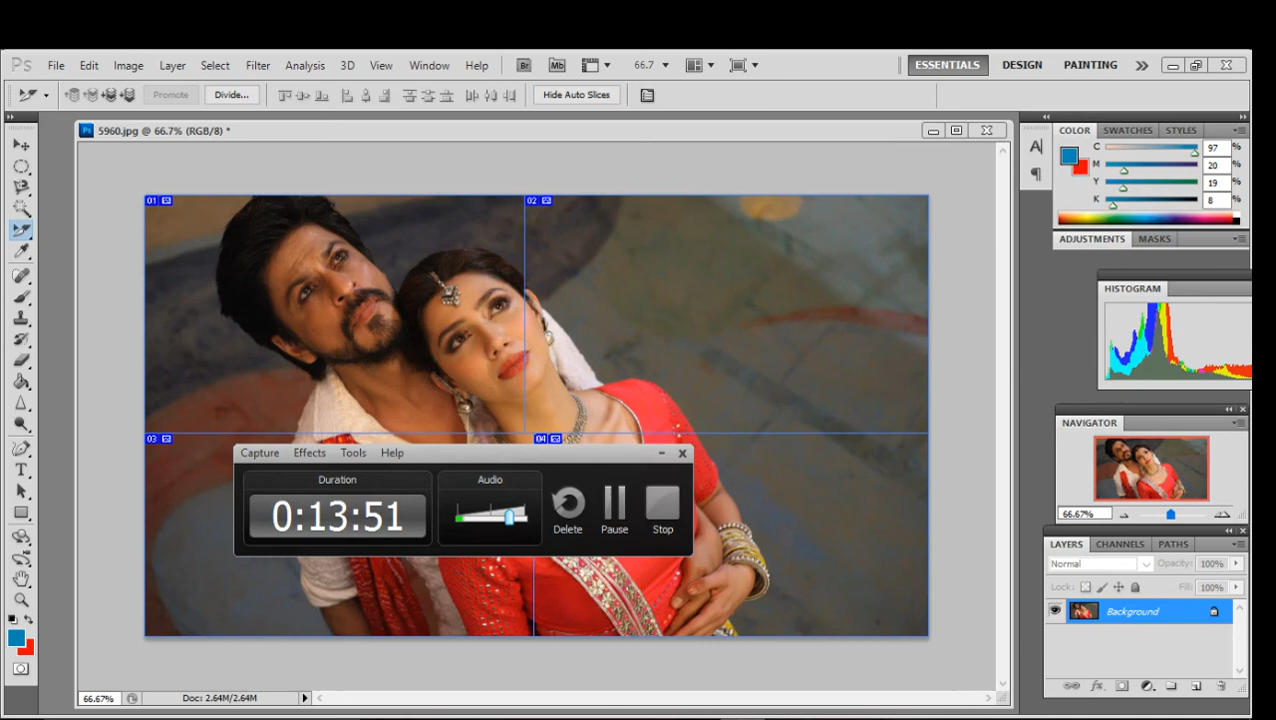 Ps File Edit Image Layer Select Filter Analysis 3D View Window Help Br Mb 66.7 ESSENTIALS DESIGN PAINTING
Promote Divide... Hide Auto Slices
Ps 5960.jpg @ 66.7% (RGB/8) *
COLOR SWATCHES STYLES
C 97 %
M 20 %
Y 19 %
K 8 %
ADJUSTMENTS MASKS
HISTOGRAM
01 02
03 04
NAVIGATOR
66.67%
Capture Effects Tools Help
Duration Audio
0:13:51
Delete Pause Stop
LAYERS CHANNELS PATHS
Normal Opacity: 100%
Lock: Fill: 100%
Background
66.67% Doc: 2.64M/2.64M